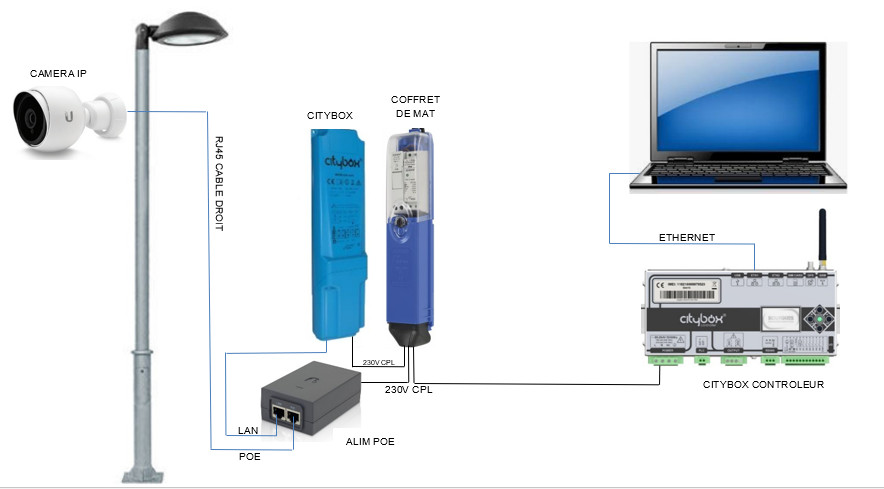 CAMERA IP
RJ45 CABLE DROIT
CITYBOX
citybox
COFFRET
DE MAT
230V CPL
230V CPL
LAN
POE
ALIM POE
ETHERNET
citybox
CITYBOX CONTROLEUR